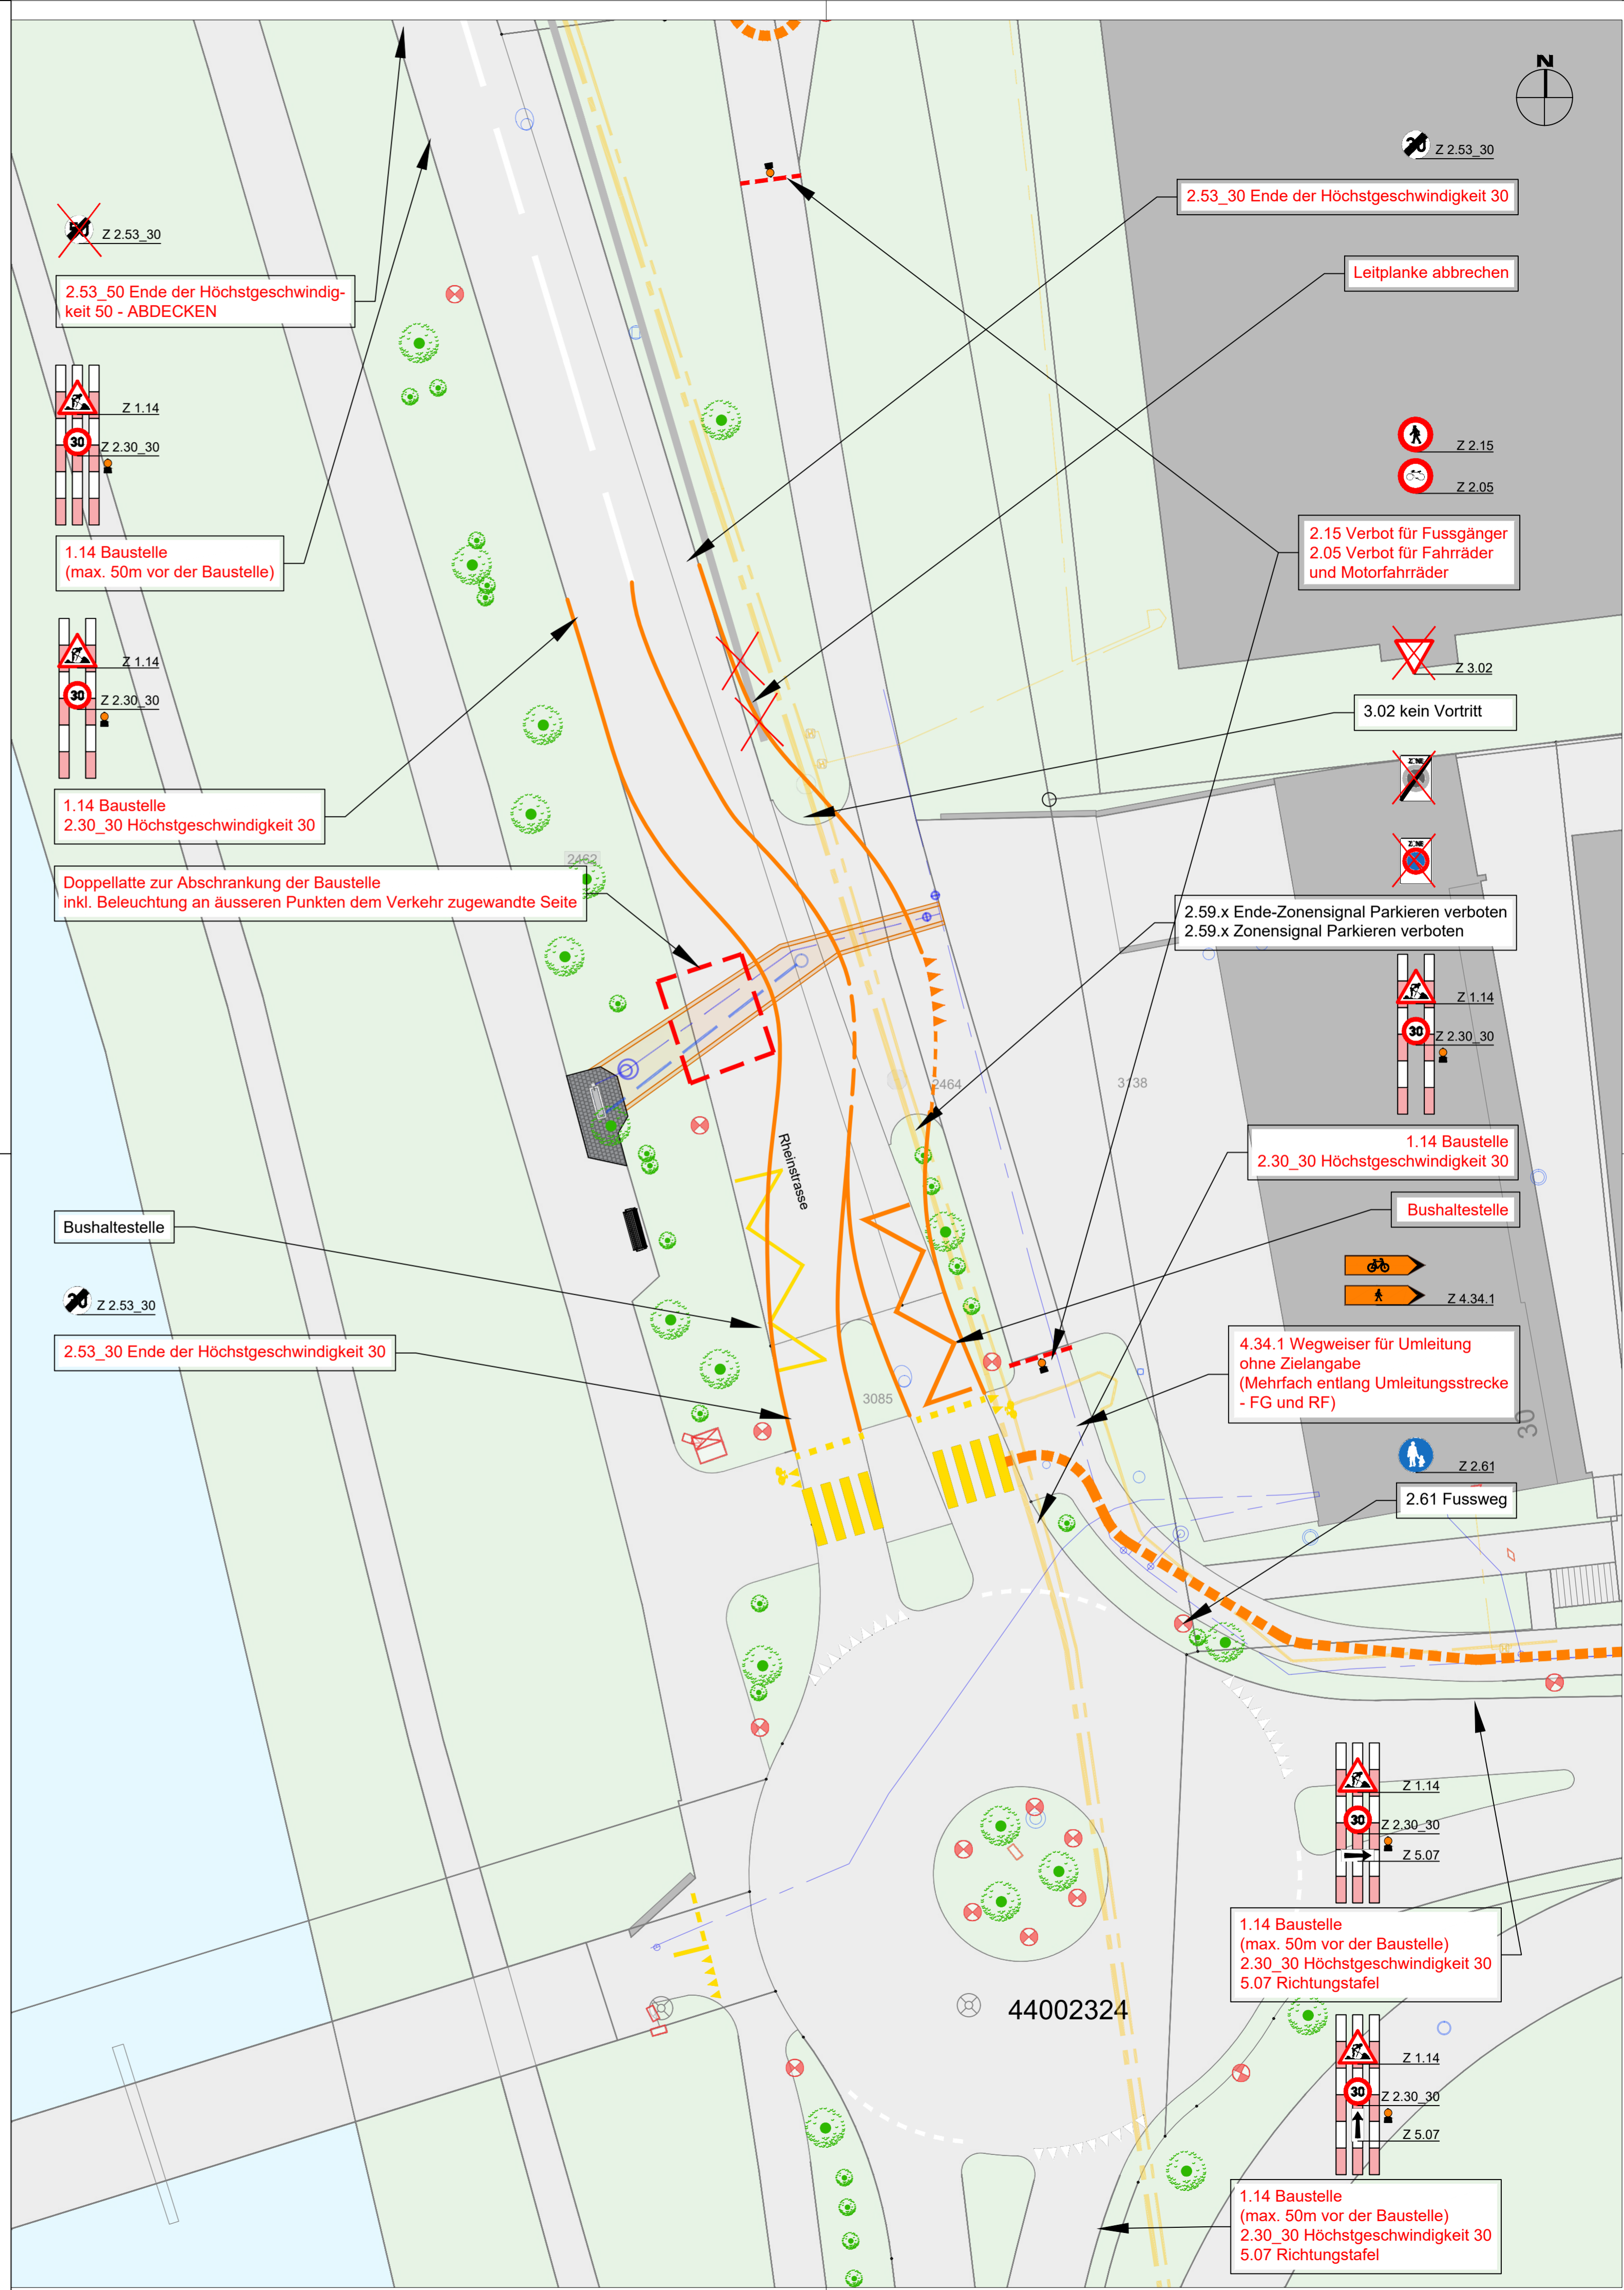 N
Z 2.53_30
2.53_50 Ende der Höchstgeschwindig-
keit 50 - ABDECKEN
Z 1.14
30
Z 2.30_30
1.14 Baustelle
(max. 50m vor der Baustelle)
Z 1.14
30
Z 2.30_30
1.14 Baustelle
2.30_30 Höchstgeschwindigkeit 30
2462
Doppellatte zur Abschrankung der Baustelle
inkl. Beleuchtung an äusseren Punkten dem Verkehr zugewandte Seite
Bushaltestelle
Z 2.53_30
2.53_30 Ende der Höchstgeschwindigkeit 30
Rheinstrasse
2464
3138
3085
44002324
Z 2.53_30
2.53_30 Ende der Höchstgeschwindigkeit 30
Leitplanke abbrechen
Z 2.15
Z 2.05
2.15 Verbot für Fussgänger
2.05 Verbot für Fahrräder
und Motorfahrräder
Z 3.02
3.02 kein Vortritt
ZONE
ZONE
2.59.x Ende-Zonensignal Parkieren verboten
2.59.x Zonensignal Parkieren verboten
Z 1.14
30
Z 2.30_30
1.14 Baustelle
2.30_30 Höchstgeschwindigkeit 30
Bushaltestelle
Z 4.34.1
4.34.1 Wegweiser für Umleitung
ohne Zielangabe
(Mehrfach entlang Umleitungsstrecke
- FG und RF)
30
Z 2.61
2.61 Fussweg
Z 1.14
30
Z 2.30_30
Z 5.07
1.14 Baustelle
(max. 50m vor der Baustelle)
2.30_30 Höchstgeschwindigkeit 30
5.07 Richtungstafel
Z 1.14
30
Z 2.30_30
Z 5.07
1.14 Baustelle
(max. 50m vor der Baustelle)
2.30_30 Höchstgeschwindigkeit 30
5.07 Richtungstafel